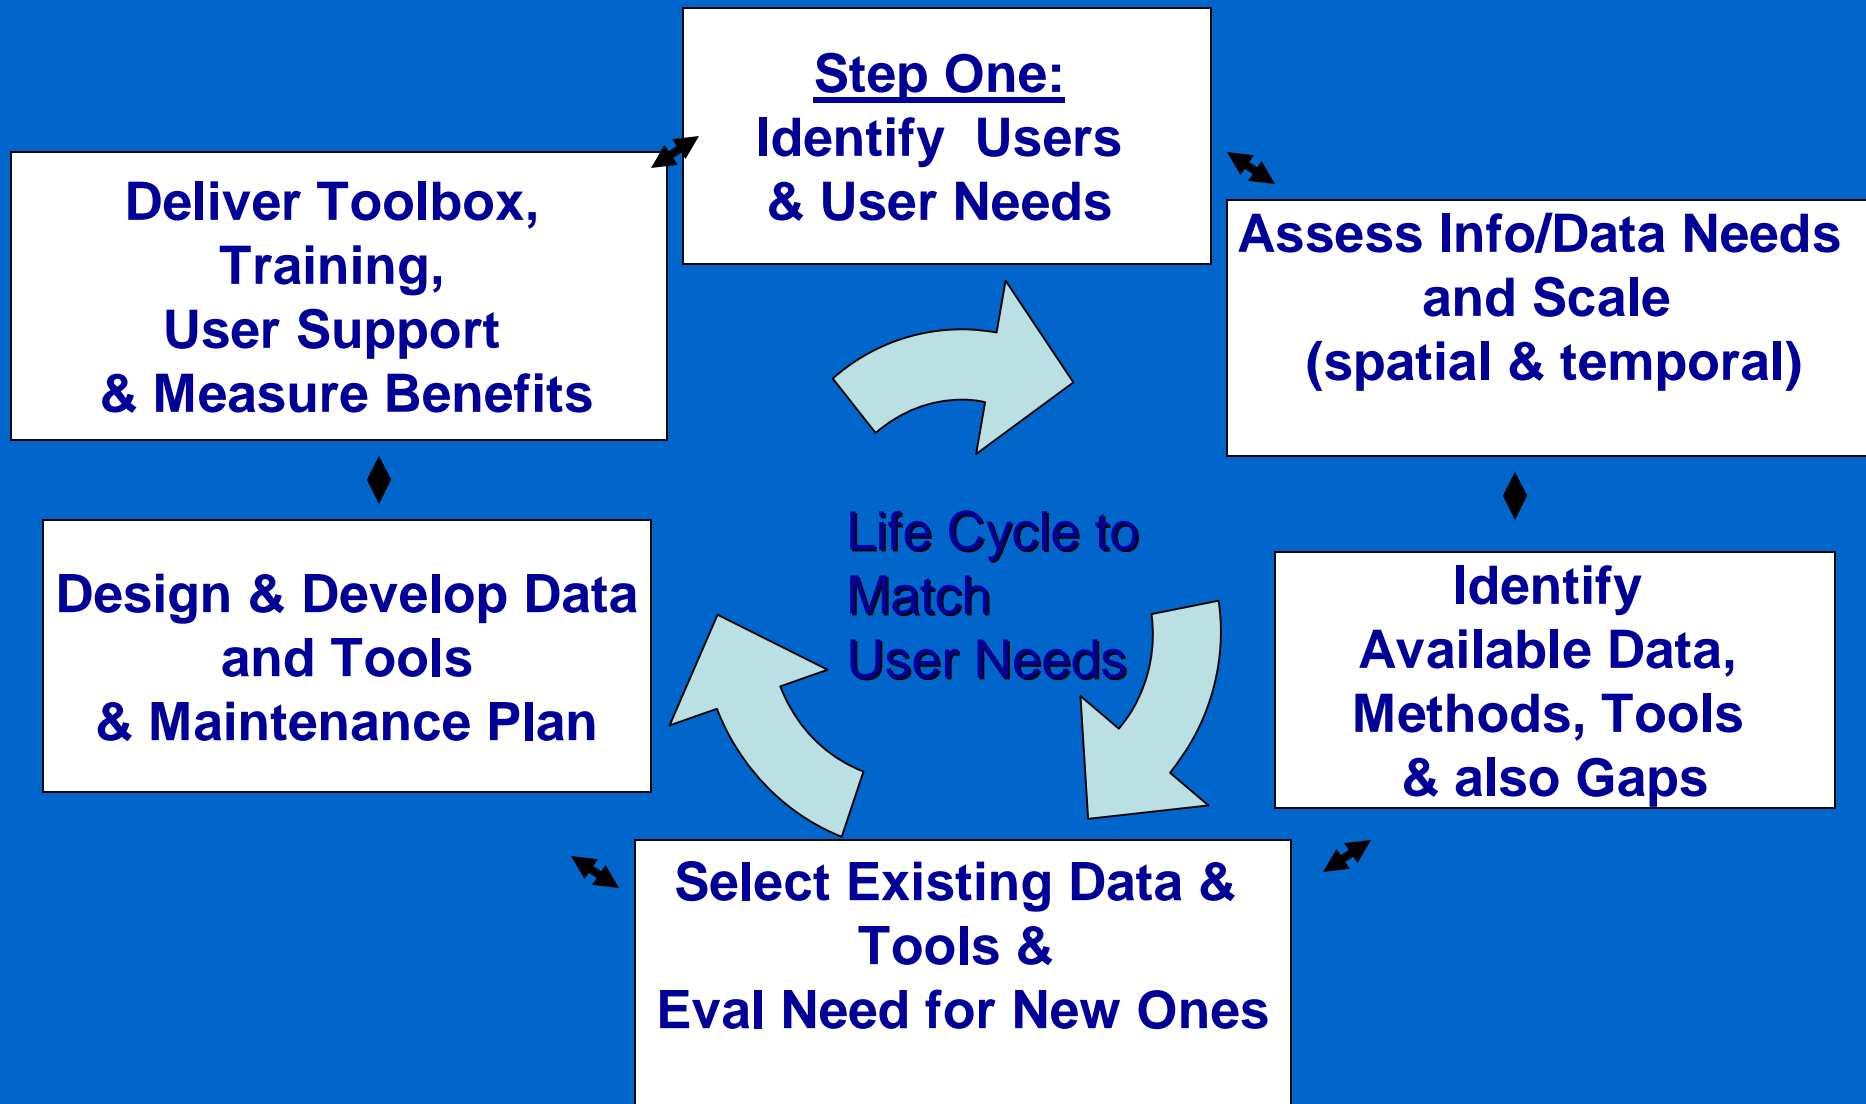 Step One:
Identify Users
& User Needs
Assess Info/Data Needs
and Scale
(spatial & temporal)
Identify
Available Data,
Methods, Tools
& also Gaps
Select Existing Data &
Tools &
Eval Need for New Ones
Design & Develop Data
and Tools
& Maintenance Plan
Deliver Toolbox,
Training,
User Support
& Measure Benefits
Life Cycle to
Match
User Needs